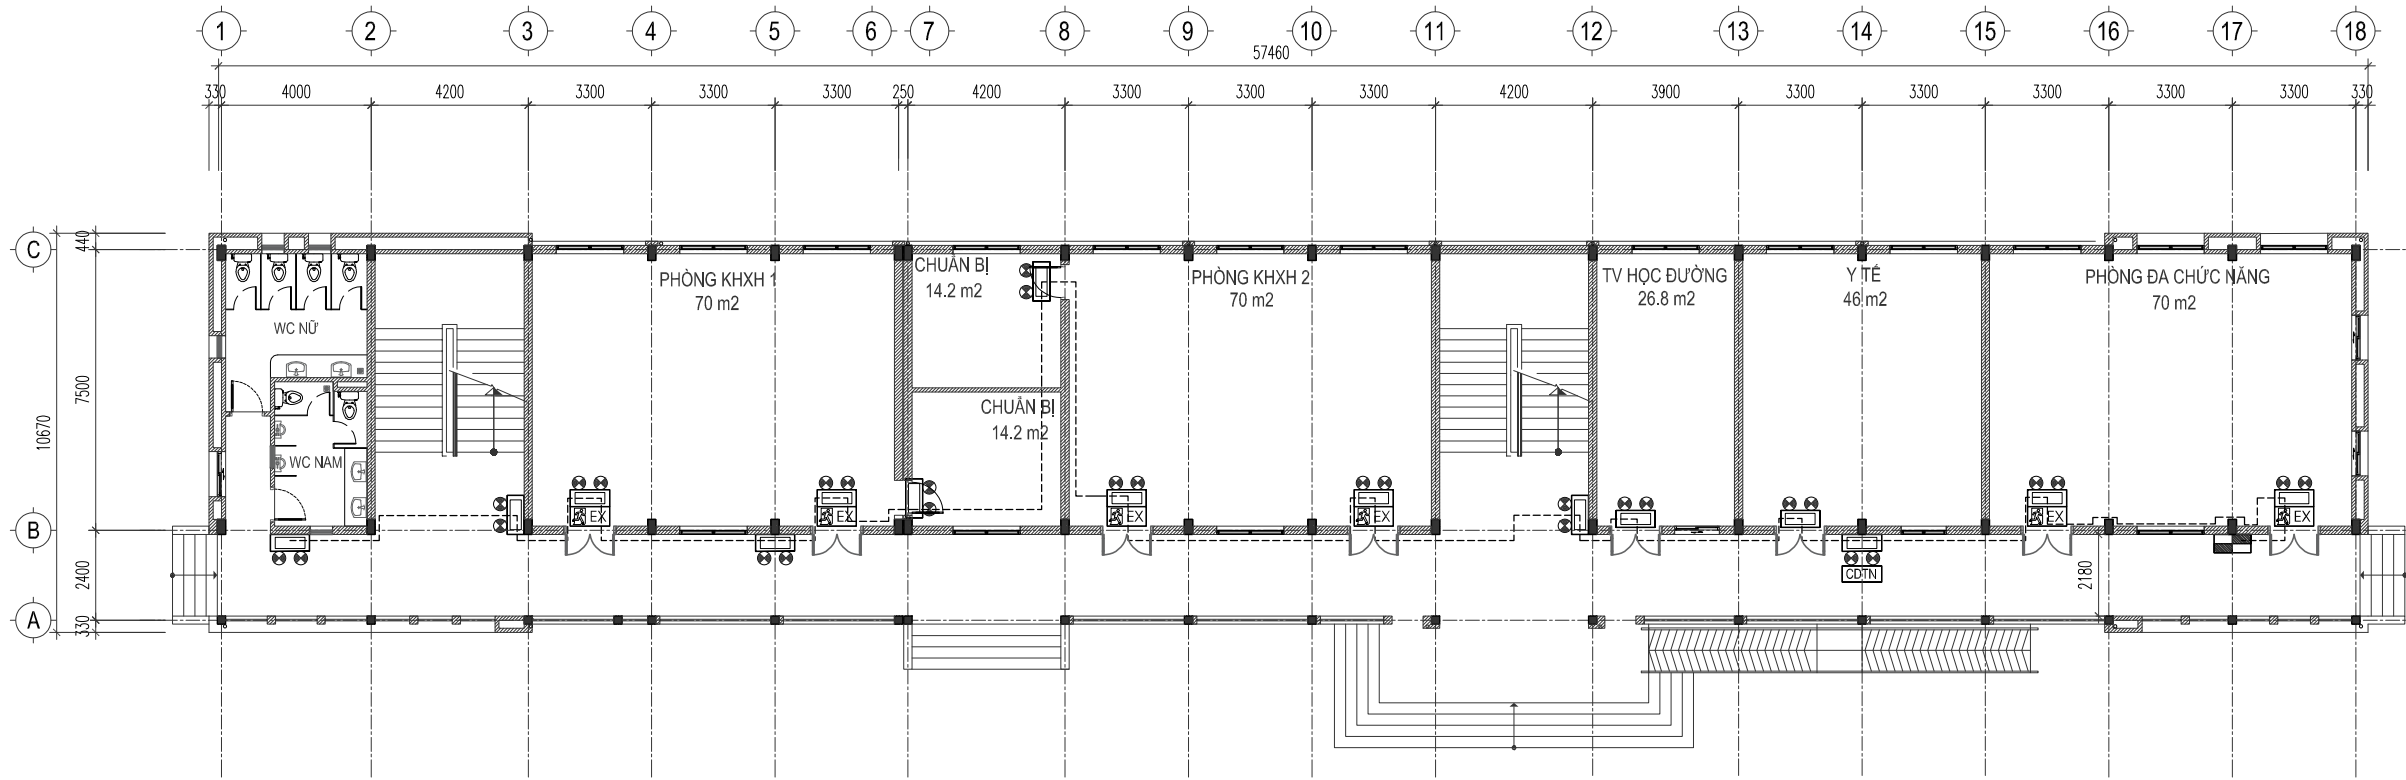 1 2 3 4 5 6 7 8 9 10 11 12 13 14 15 16 17 18
57460
330 4000 4200 3300 3300 3300 250 4200 3300 3300 3300 4200 3900 3300 3300 3300 3300 3300 330
C
440
CHUẨN BỊ
14.2 m2
PHÒNG KHXH 1
70 m2
PHÒNG KHXH 2
70 m2
TV HỌC ĐƯỜNG
26.8 m2
Y TẾ
46 m2
PHÒNG ĐA CHỨC NĂNG
70 m2
WC NỮ
7500
10670
CHUẨN BỊ
14.2 m2
WC NAM
EX EX EX EX EX EX
B
2400
CDTN
2180
A
330